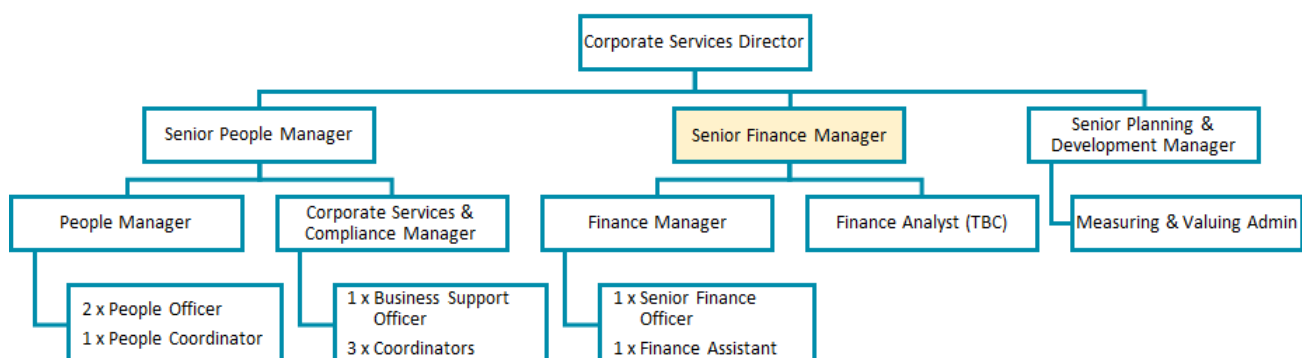 Corporate Services Director
Senior People Manager
Senior Finance Manager
Senior Planning &
Development Manager
People Manager
Corporate Services &
Compliance Manager
Finance Manager
Finance Analyst (TBC)
Measuring & Valuing Admin
2 x People Officer
1 x People Coordinator
1 x Business Support
Officer
3 x Coordinators
1 x Senior Finance
Officer
1 x Finance Assistant